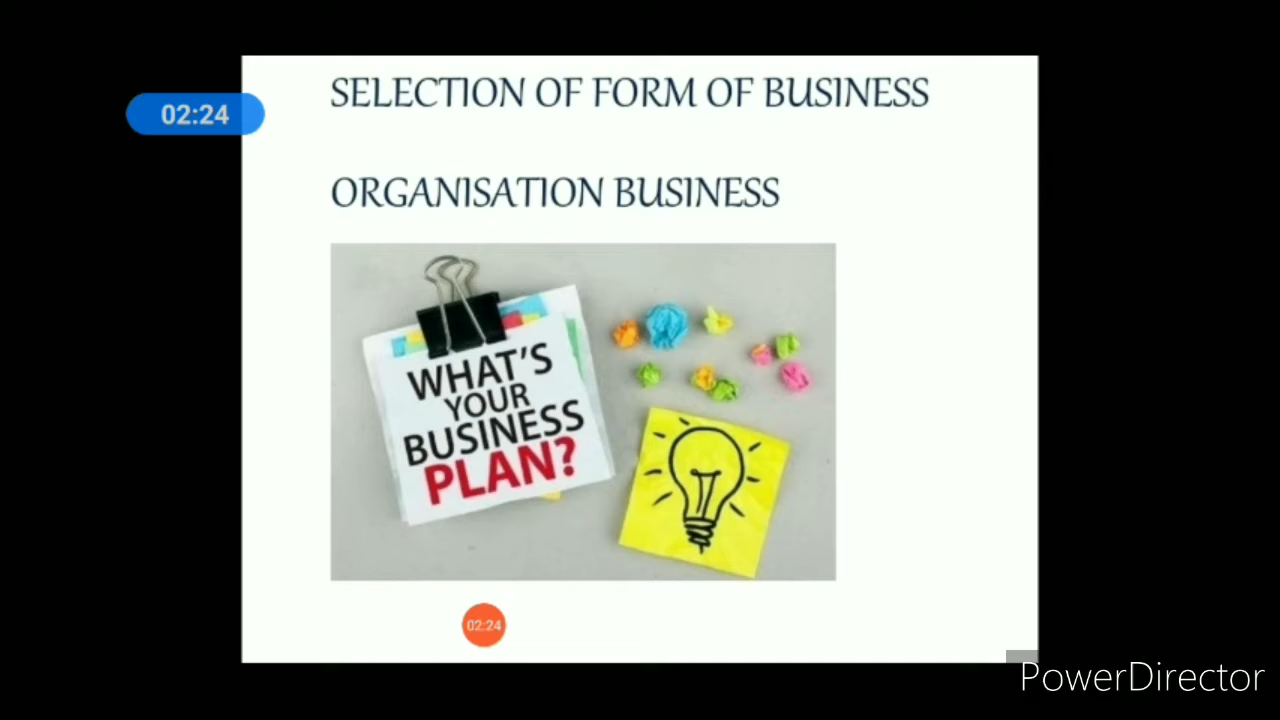 SELECTION OF FORM OF BUSINESS
02:24
ORGANISATION BUSINESS
WHAT'S
YOUR
BUSINESS
PLAN?
02:24
PowerDirector